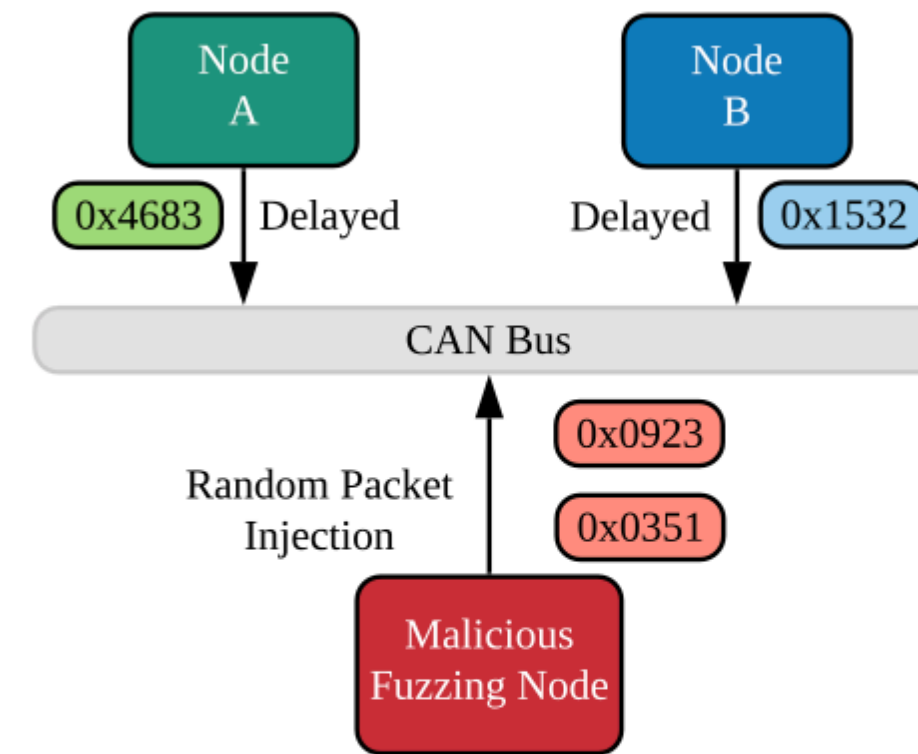 Node
A
Node
B
0x4683
Delayed
Delayed
0x1532
CAN Bus
0x0923
Random Packet
Injection
0x0351
Malicious
Fuzzing Node